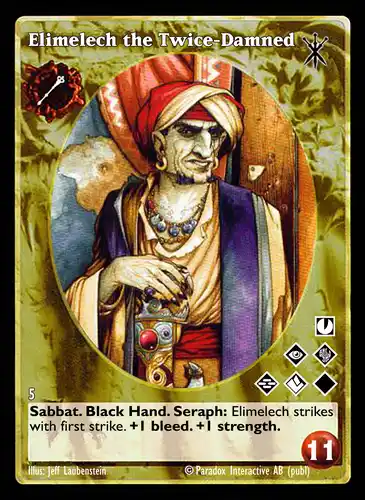 Elimelech the Twice-Damned
5
Sabbat. Black Hand. Seraph: Elimelech strikes
with first strike. +1 bleed. +1 strength.
11
Illus: Jeff Laubenstein
© Paradox Interactive AB (publ)